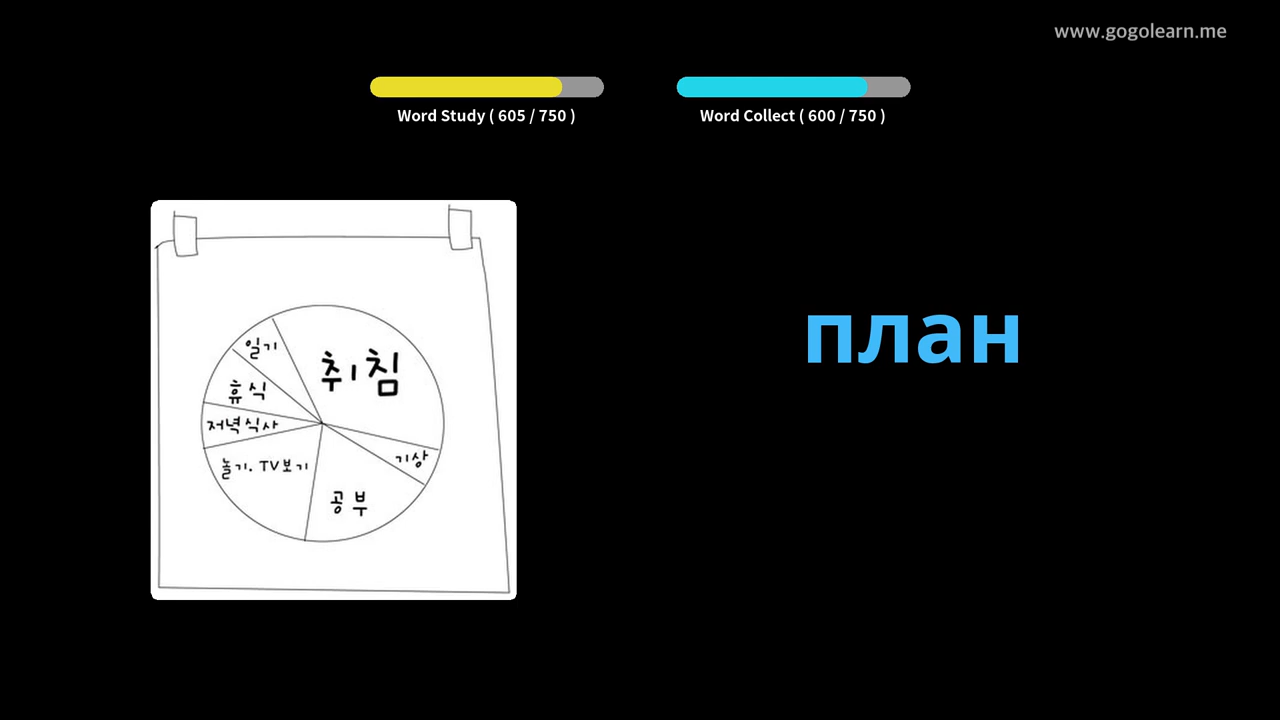 www.gogolearn.me
Word Study ( 605 / 750 )
Word Collect ( 600 / 750 )
план
일기
취침
휴식
저녁식사
놀기. TV보기
기상
공부